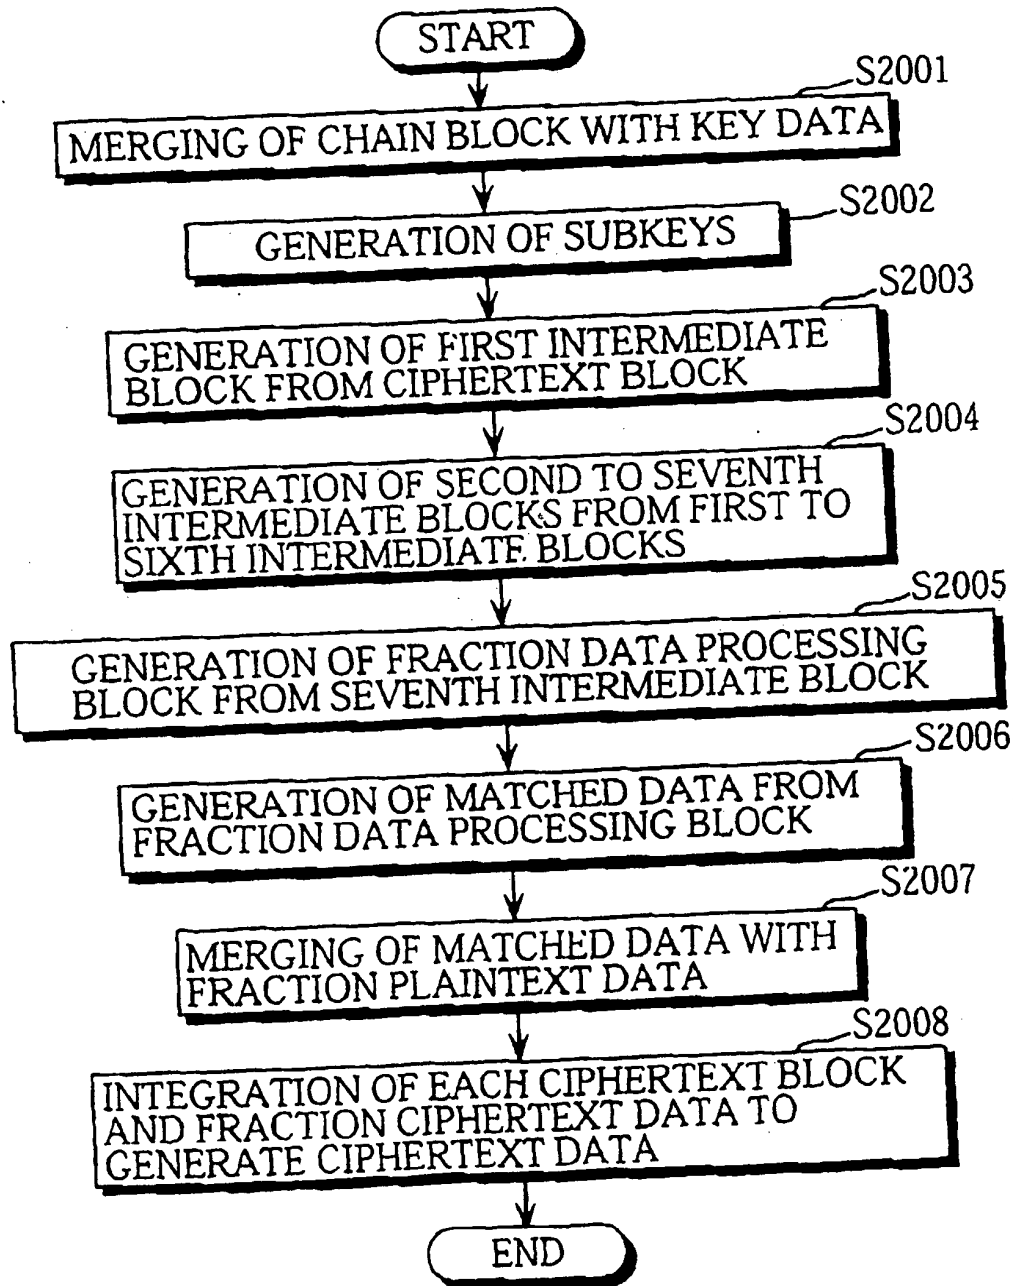 START
S2001
MERGING OF CHAIN BLOCK WITH KEY DATA
S2002
GENERATION OF SUBKEYS
S2003
GENERATION OF FIRST INTERMEDIATE
BLOCK FROM CIPHERTEXT BLOCK
S2004
GENERATION OF SECOND TO SEVENTH
INTERMEDIATE BLOCKS FROM FIRST TO
SIXTH INTERMEDIATE BLOCKS
S2005
GENERATION OF FRACTION DATA PROCESSING
BLOCK FROM SEVENTH INTERMEDIATE BLOCK
S2006
GENERATION OF MATCHED DATA FROM
FRACTION DATA PROCESSING BLOCK
S2007
MERGING OF MATCHED DATA WITH
FRACTION PLAINTEXT DATA
S2008
INTEGRATION OF EACH CIPHERTEXT BLOCK
AND FRACTION CIPHERTEXT DATA TO
GENERATE CIPHERTEXT DATA
END